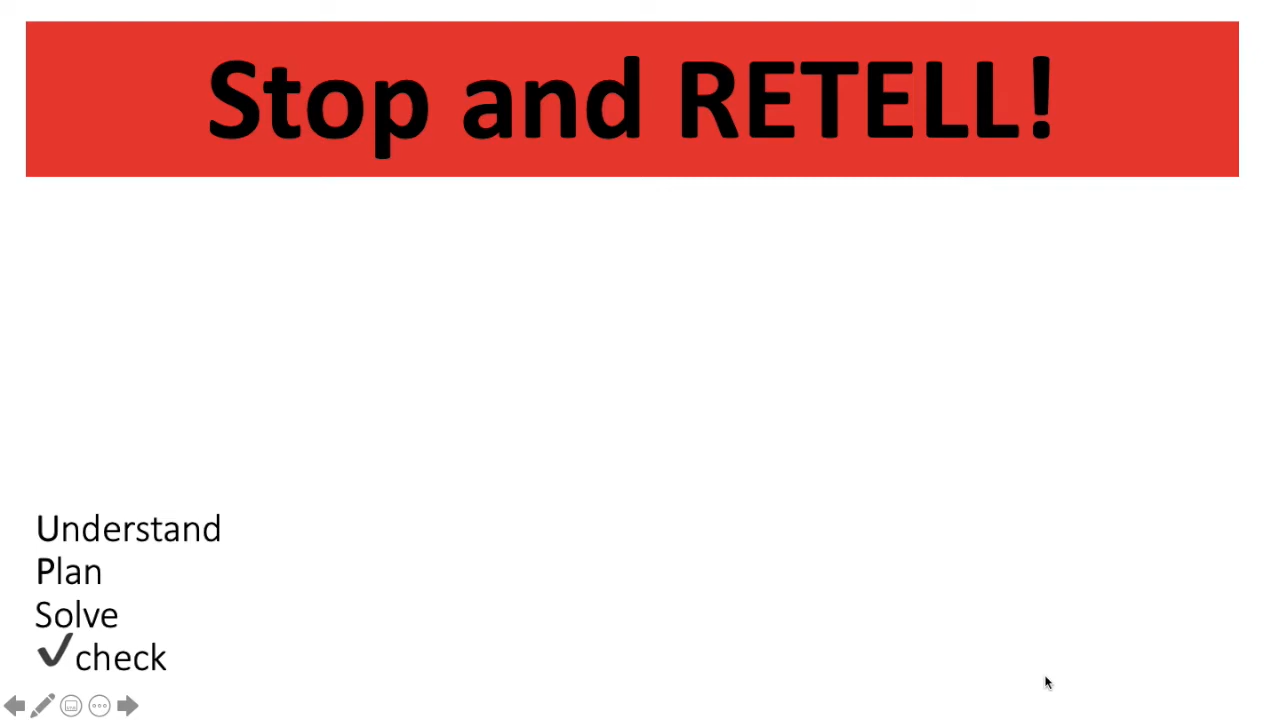 Stop and RETELL!
Understand
Plan
Solve
✔check